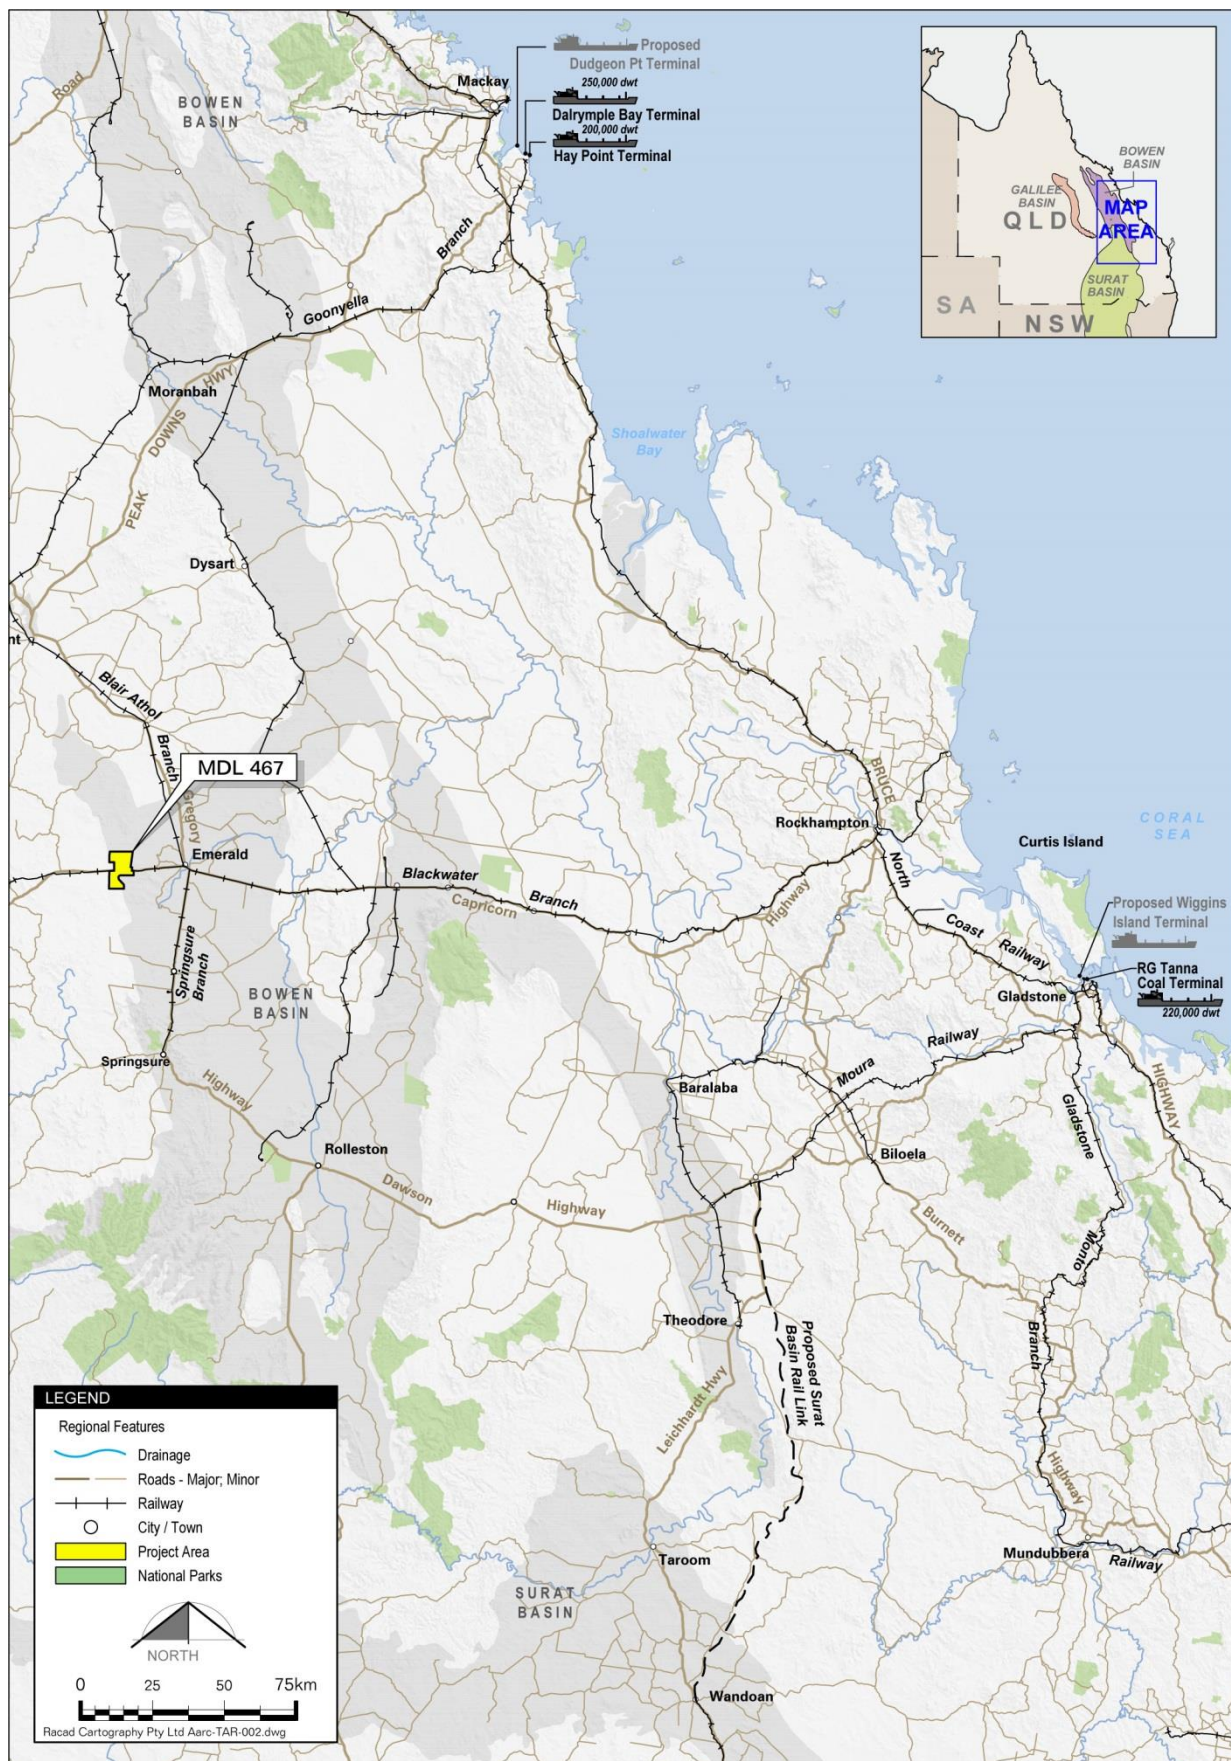 Proposed
Dudgeon Pt Terminal
250,000 dwt
Dalrymple Bay Terminal
200,000 dwt
Hay Point Terminal
Mackay
Road
BOWEN
BASIN
Branch
Goonyella
HWY
Moranbah
DOWNS
PEAK
Shoalwater
Bay
Dysart
nt
Blair Athol
Branch
Gregory
MDL 467
Emerald
Blackwater
Capricorn
Branch
Highway
BRUCE
Rockhampton
North
Coast
Railway
Curtis Island
CORAL
SEA
Proposed Wiggins
Island Terminal
RG Tanna
Coal Terminal
220,000 dwt
Gladstone
Springsure
Branch
BOWEN
BASIN
Springsure
Highway
Rolleston
Dawson
Highway
Baralaba
Moura
Railway
Biloela
Burnett
HIGHWAY
Gladstone
Monto
Branch
Highway
Mundubbera
Railway
Theodore
Leichhardt Hwy
Proposed Surat
Basin Rail Link
Taroom
SURAT
BASIN
Wandoan
BOWEN
BASIN
GALILEE
BASIN
QLD
MAP
AREA
SURAT
BASIN
SA
NSW
LEGEND
Regional Features
Drainage
Roads - Major; Minor
Railway
City / Town
Project Area
National Parks
NORTH
0 25 50 75km
Racad Cartography Pty Ltd Aarc-TAR-002.dwg